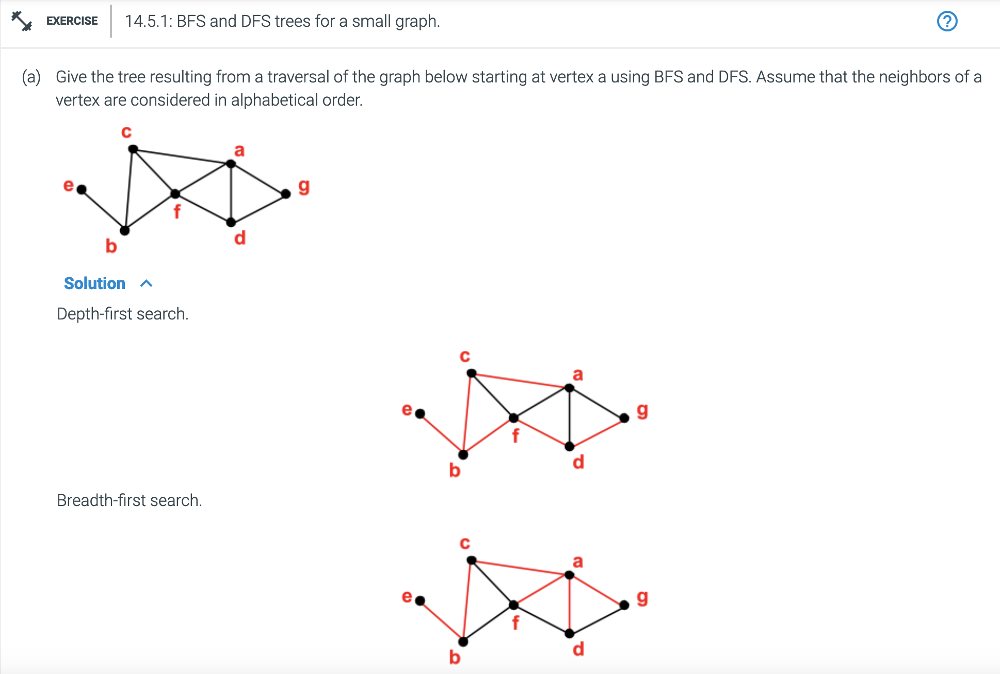 EXERCISE 14.5.1: BFS and DFS trees for a small graph. ?
(a) Give the tree resulting from a traversal of the graph below starting at vertex a using BFS and DFS. Assume that the neighbors of a
vertex are considered in alphabetical order.
c
a
e
g
f
d
b
Solution
Depth-first search.
c
a
e
g
f
d
b
Breadth-first search.
c
a
e
g
f
d
b